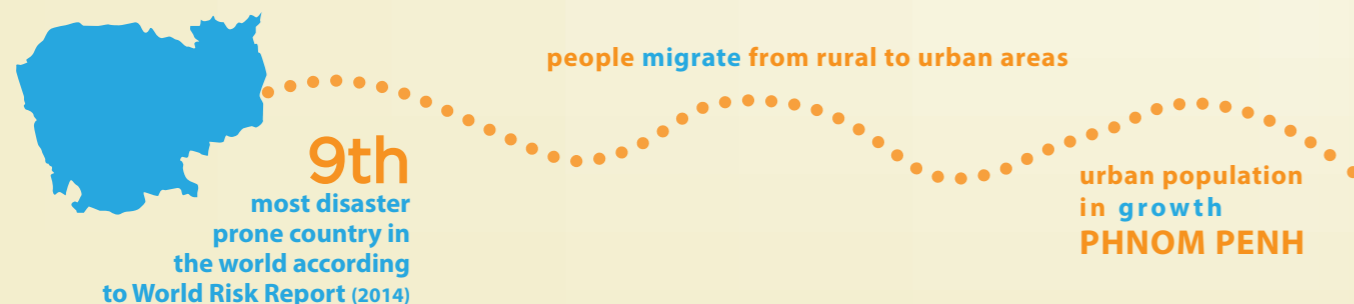 people migrate from rural to urban areas
9th
most disaster
prone country in
the world according
to World Risk Report (2014)
urban population
in growth
PHNOM PENH